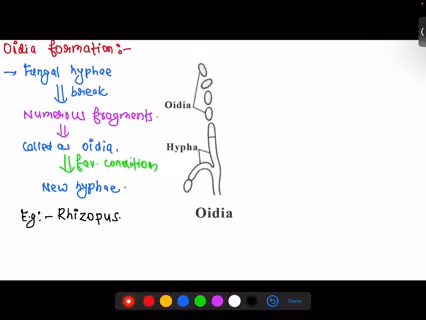 Oidia formation:-
→ Fungal hyphae
break
Numerous fragments.
Called as oidia.
fav. condition
New hyphae.
E.g:- Rhizopus.
Oidia
Hypha
Oidia
Done